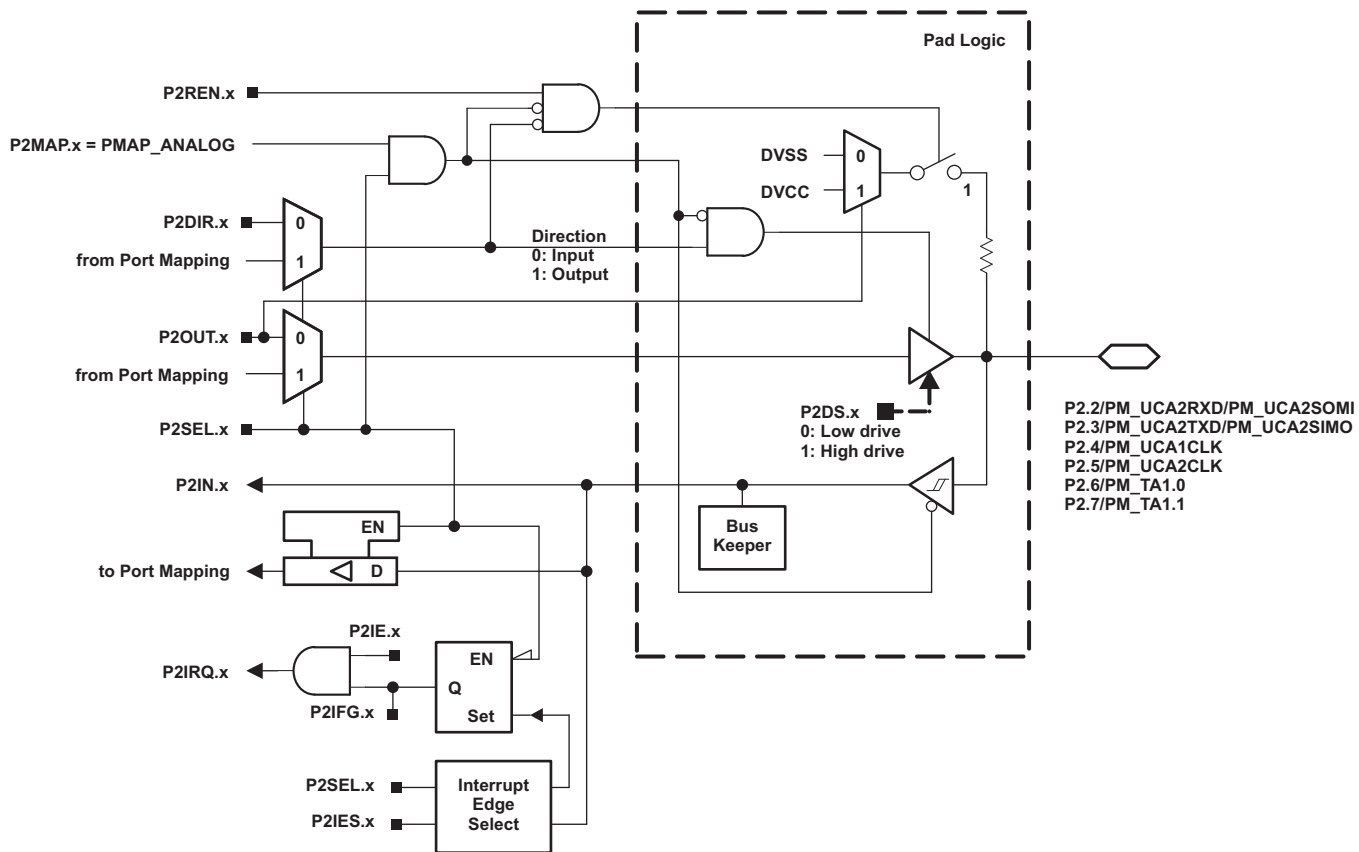 Pad Logic
P2REN.x
P2MAP.x = PMAP_ANALOG
DVSS
0
DVCC
1
1
P2DIR.x
0
from Port Mapping
1
Direction
0: Input
1: Output
P2OUT.x
0
from Port Mapping
1
P2SEL.x
P2DS.x
0: Low drive
1: High drive
P2.2/PM_UCA2RXD/PM_UCA2SOMI
P2.3/PM_UCA2TXD/PM_UCA2SIMO
P2.4/PM_UCA1CLK
P2.5/PM_UCA2CLK
P2.6/PM_TA1.0
P2.7/PM_TA1.1
P2IN.x
Bus
Keeper
EN
to Port Mapping
D
P2IE.x
P2IRQ.x
EN
Q
P2IFG.x
Set
P2SEL.x
P2IES.x
Interrupt
Edge
Select